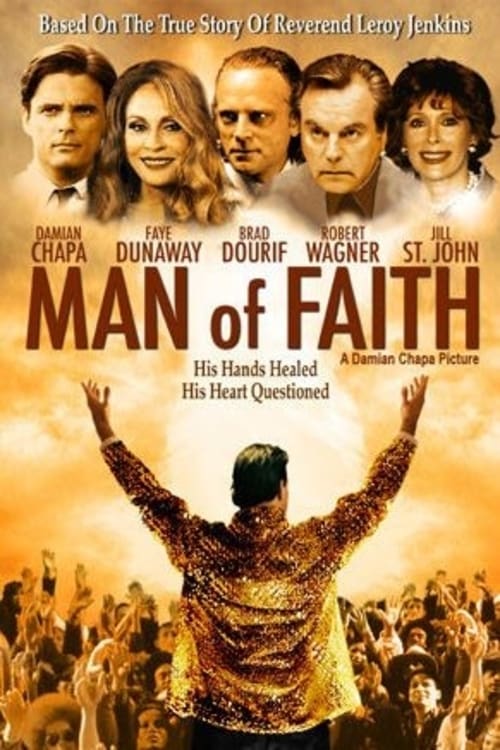 Based On The True Story Of Reverend Leroy Jenkins
DAMIAN CHAPA
FAYE DUNAWAY
BRAD DOURIF
ROBERT WAGNER
JILL ST. JOHN
MAN of FAITH
A Damian Chapa Picture
His Hands Healed
His Heart Questioned